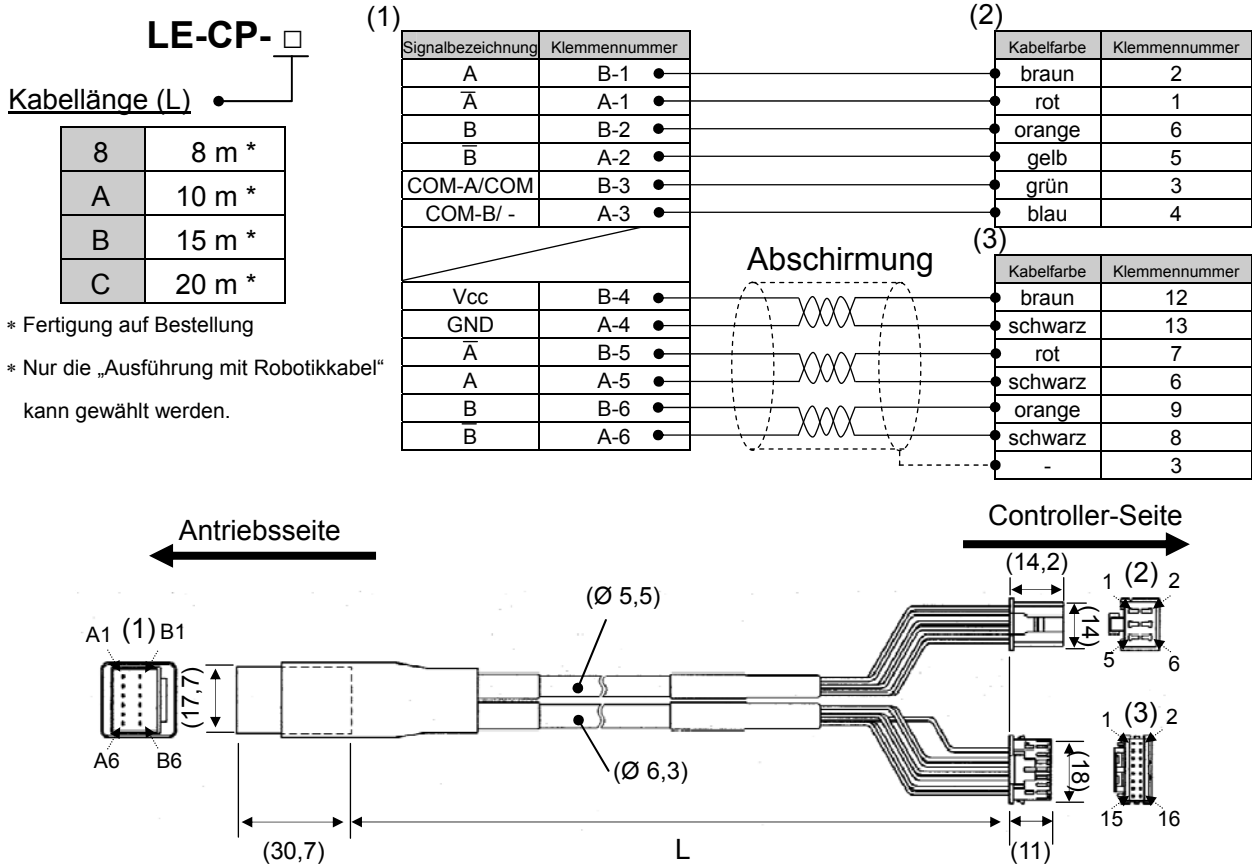 LE-CP- □
Kabellänge (L)
8 8 m *
A 10 m *
B 15 m *
C 20 m *
* Fertigung auf Bestellung
* Nur die „Ausführung mit Robotikkabel“
kann gewählt werden.
(1)
Signalbezeichnung Klemmennummer
A B-1
A̅ A-1
B B-2
B̅ A-2
COM-A/COM B-3
COM-B/ - A-3
Vcc B-4
GND A-4
A̅ B-5
A A-5
B B-6
B̅ A-6
Abschirmung
(2)
Kabelfarbe Klemmennummer
braun 2
rot 1
orange 6
gelb 5
grün 3
blau 4
(3)
Kabelfarbe Klemmennummer
braun 12
schwarz 13
rot 7
schwarz 6
orange 9
schwarz 8
- 3
Antriebsseite
Controller-Seite
A1 (1) B1
A6 B6
(17,7)
(30,7)
(Ø 5,5)
(Ø 6,3)
L
(14,2)
(14)
1 (2) 2
5 6
(18)
(11)
1 (3) 2
15 16